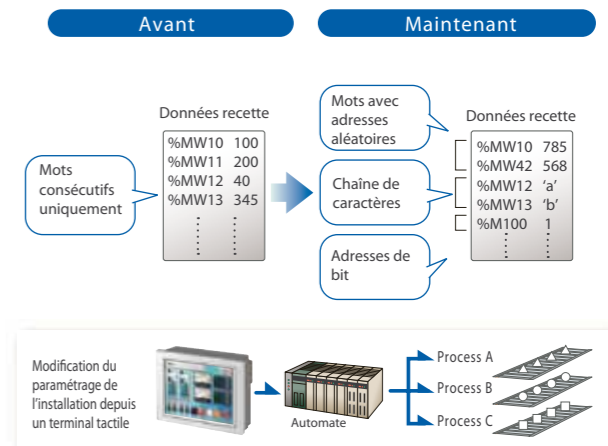 Avant
Maintenant
Mots avec
adresses
aléatoires
Données recette
Données recette
%MW10 100
%MW11 200
%MW12 40
%MW13 345
Mots
consécutifs
uniquement
%MW10 785
%MW42 568
%MW12 'a'
%MW13 'b'
%M100 1
Chaîne de
caractères
Adresses de
bit
Modification du
paramétrage de
l'installation depuis
un terminal tactile
Automate
Process A
Process B
Process C